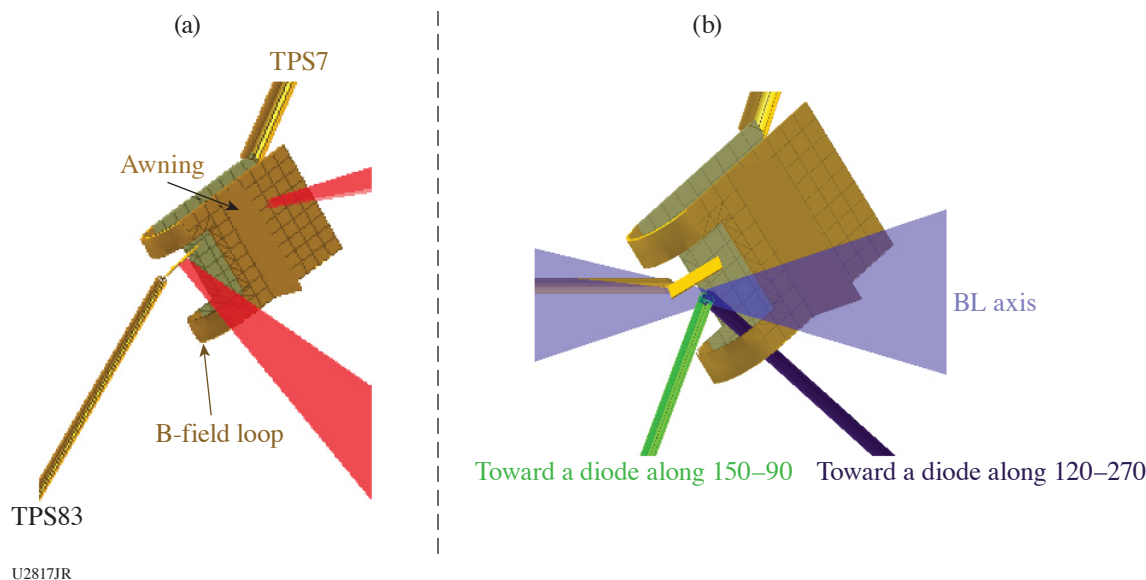 (a)
(b)
TPS7
Awning
BL axis
B-field loop
Toward a diode along 150–90
Toward a diode along 120–270
TPS83
U2817JR